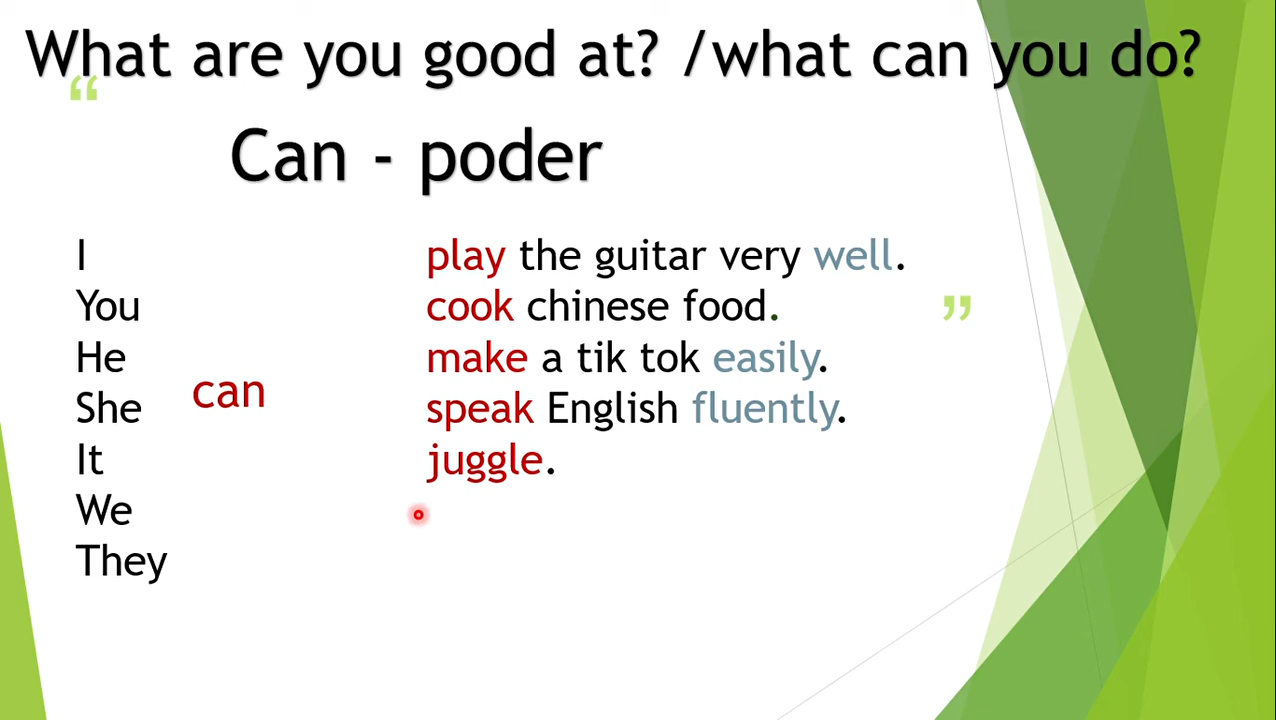 What are you good at? /what can you do?
“
Can - poder
I play the guitar very well.
You cook chinese food.
”
He make a tik tok easily.
can
She speak English fluently.
It juggle.
We
They